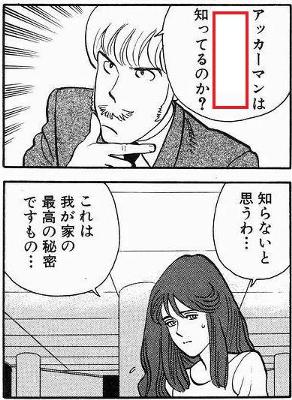 アッカーマンは
知ってるのか？
知らないと
思うわ…
これは
我が家の
最高の秘密
ですもの…